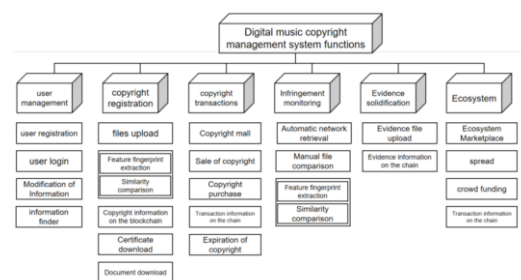 Digital music copyright
management system functions
user
management
copyright
registration
copyright
transactions
Infringement
monitoring
Evidence
solidification
Ecosystem
user registration
user login
Modification of
Information
information
finder
files upload
Feature fingerprint
extraction
Similarity
comparison
Copyright information
on the blockchain
Certificate
download
Document download
Copyright mall
Sale of copyright
Copyright
purchase
Transaction information
on the chain
Expiration of
copyright
Automatic network
retrieval
Manual file
comparison
Feature fingerprint
extraction
Similarity
comparison
Evidence file
upload
Evidence information
on the chain
Ecosystem
Marketplace
spread
crowd funding
Transaction information
on the chain